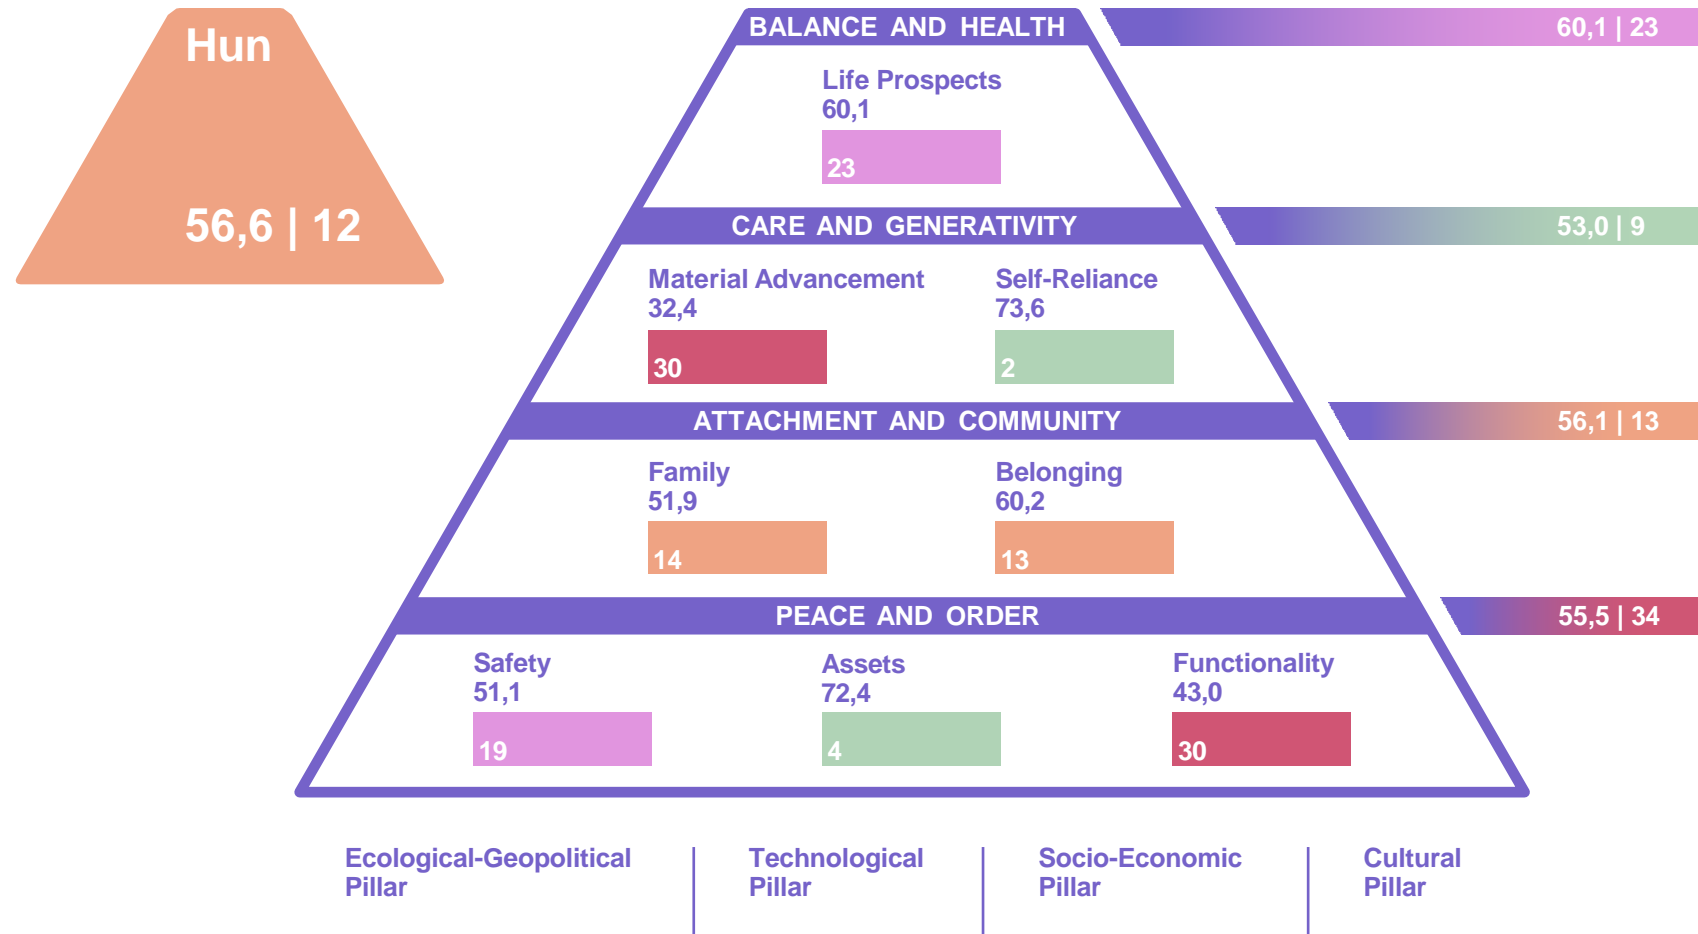 Hun
56,6 | 12
BALANCE AND HEALTH
60,1 | 23
Life Prospects
60,1
23
CARE AND GENERATIVITY
53,0 | 9
Material Advancement
32,4
30
Self-Reliance
73,6
2
ATTACHMENT AND COMMUNITY
56,1 | 13
Family
51,9
14
Belonging
60,2
13
PEACE AND ORDER
55,5 | 34
Safety
51,1
19
Assets
72,4
4
Functionality
43,0
30
Ecological-Geopolitical
Pillar
Technological
Pillar
Socio-Economic
Pillar
Cultural
Pillar